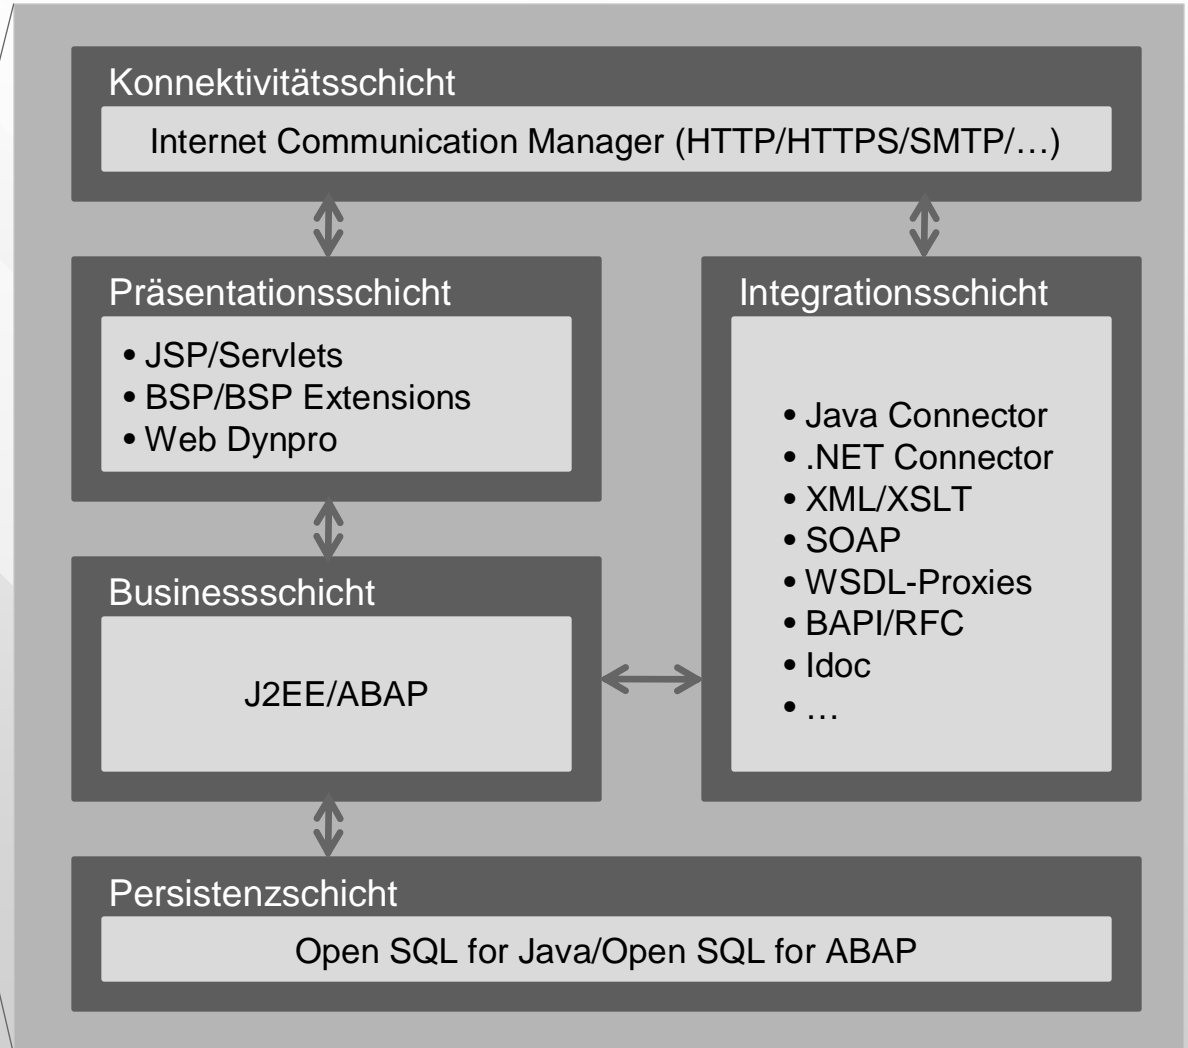 Konnektivitätsschicht
Internet Communication Manager (HTTP/HTTPS/SMTP/…)
Präsentationsschicht
• JSP/Servlets
• BSP/BSP Extensions
• Web Dynpro
Integrationsschicht
• Java Connector
• .NET Connector
• XML/XSLT
• SOAP
• WSDL-Proxies
• BAPI/RFC
• Idoc
• …
Businessschicht
J2EE/ABAP
Persistenzschicht
Open SQL for Java/Open SQL for ABAP